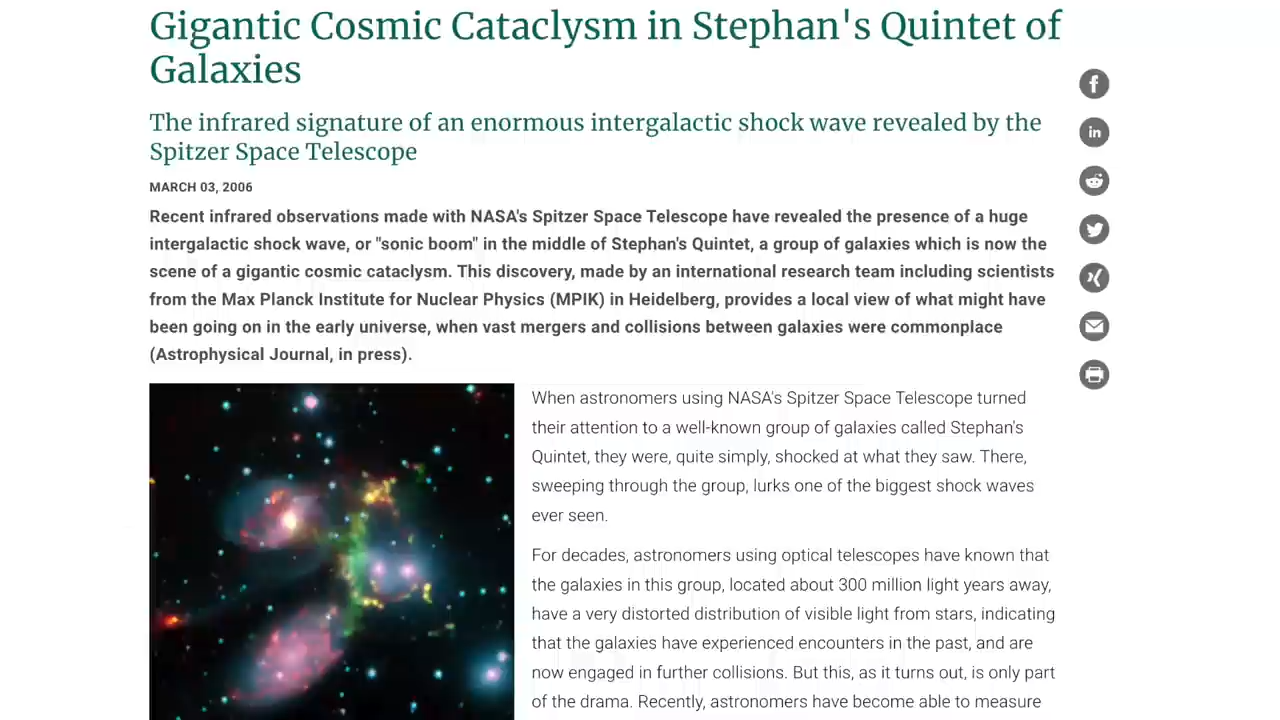 Gigantic Cosmic Cataclysm in Stephan's Quintet of
Galaxies
The infrared signature of an enormous intergalactic shock wave revealed by the
Spitzer Space Telescope
MARCH 03, 2006
Recent infrared observations made with NASA's Spitzer Space Telescope have revealed the presence of a huge
intergalactic shock wave, or "sonic boom" in the middle of Stephan's Quintet, a group of galaxies which is now the
scene of a gigantic cosmic cataclysm. This discovery, made by an international research team including scientists
from the Max Planck Institute for Nuclear Physics (MPIK) in Heidelberg, provides a local view of what might have
been going on in the early universe, when vast mergers and collisions between galaxies were commonplace
(Astrophysical Journal, in press).
When astronomers using NASA's Spitzer Space Telescope turned
their attention to a well-known group of galaxies called Stephan's
Quintet, they were, quite simply, shocked at what they saw. There,
sweeping through the group, lurks one of the biggest shock waves
ever seen.
For decades, astronomers using optical telescopes have known that
the galaxies in this group, located about 300 million light years away,
have a very distorted distribution of visible light from stars, indicating
that the galaxies have experienced encounters in the past, and are
now engaged in further collisions. But this, as it turns out, is only part
of the drama. Recently, astronomers have become able to measure